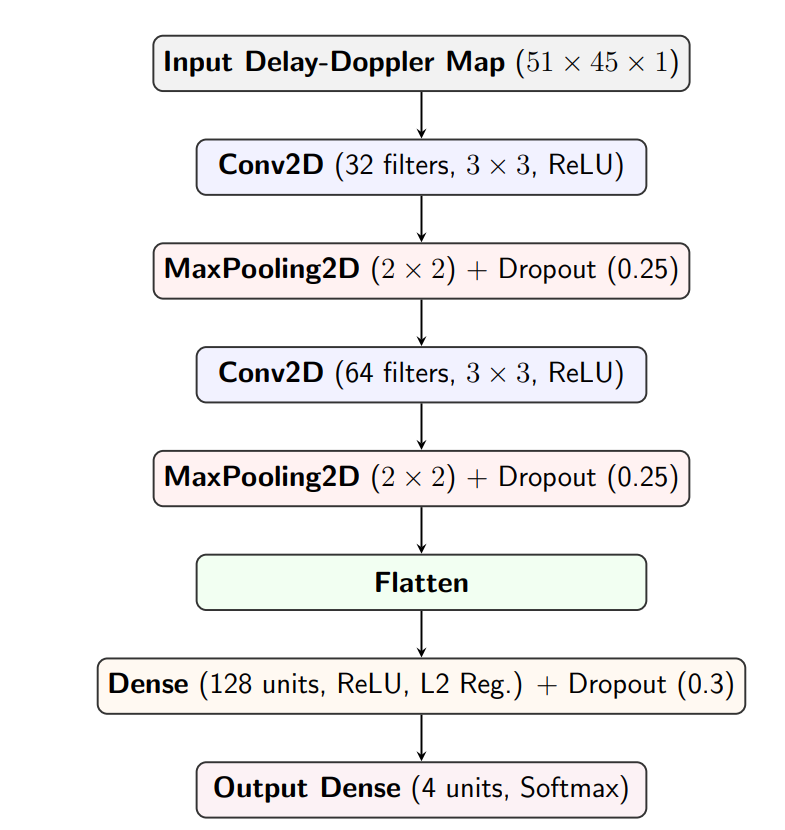 Input Delay-Doppler Map (51 × 45 × 1)
Conv2D (32 filters, 3 × 3, ReLU)
MaxPooling2D (2 × 2) + Dropout (0.25)
Conv2D (64 filters, 3 × 3, ReLU)
MaxPooling2D (2 × 2) + Dropout (0.25)
Flatten
Dense (128 units, ReLU, L2 Reg.) + Dropout (0.3)
Output Dense (4 units, Softmax)